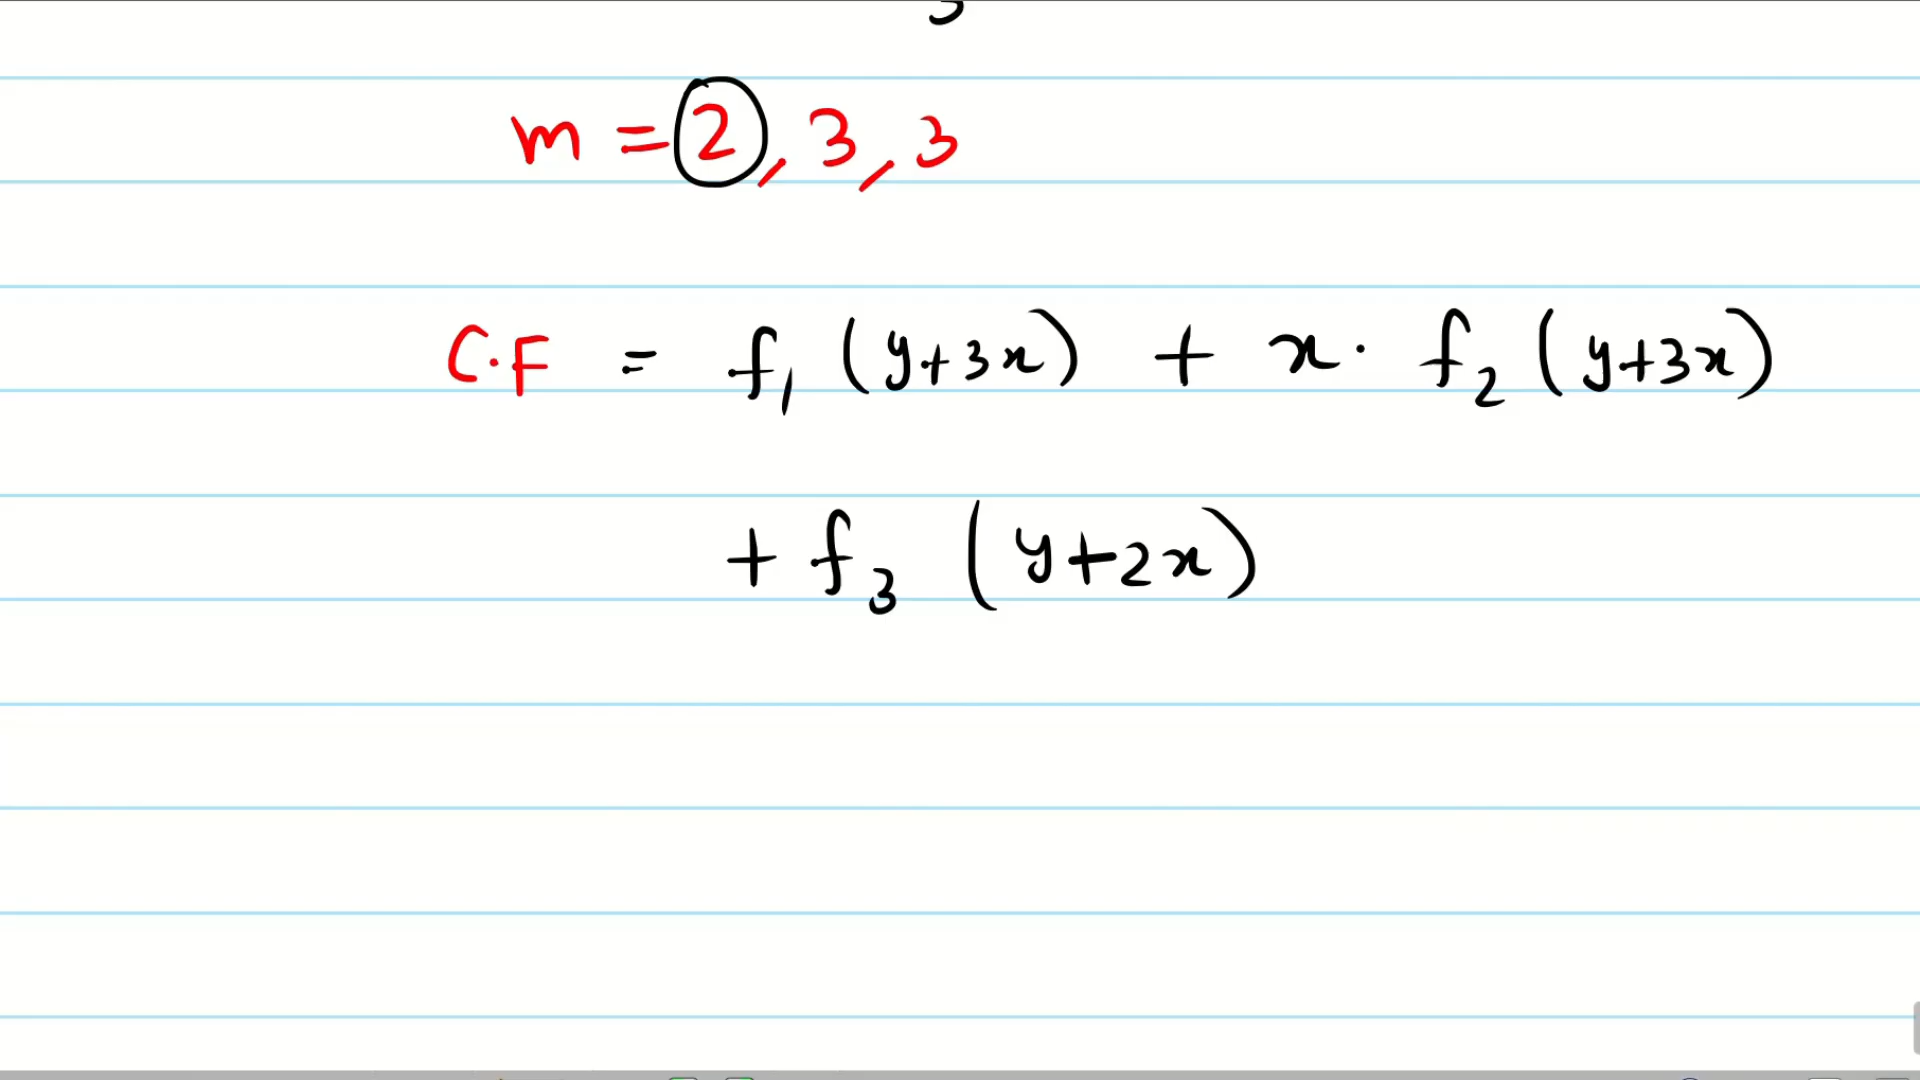 m = 2, 3, 3
C.F = f₁ (y+3x) + x. f₂ (y+3x)
+ f₃ (y+2x)